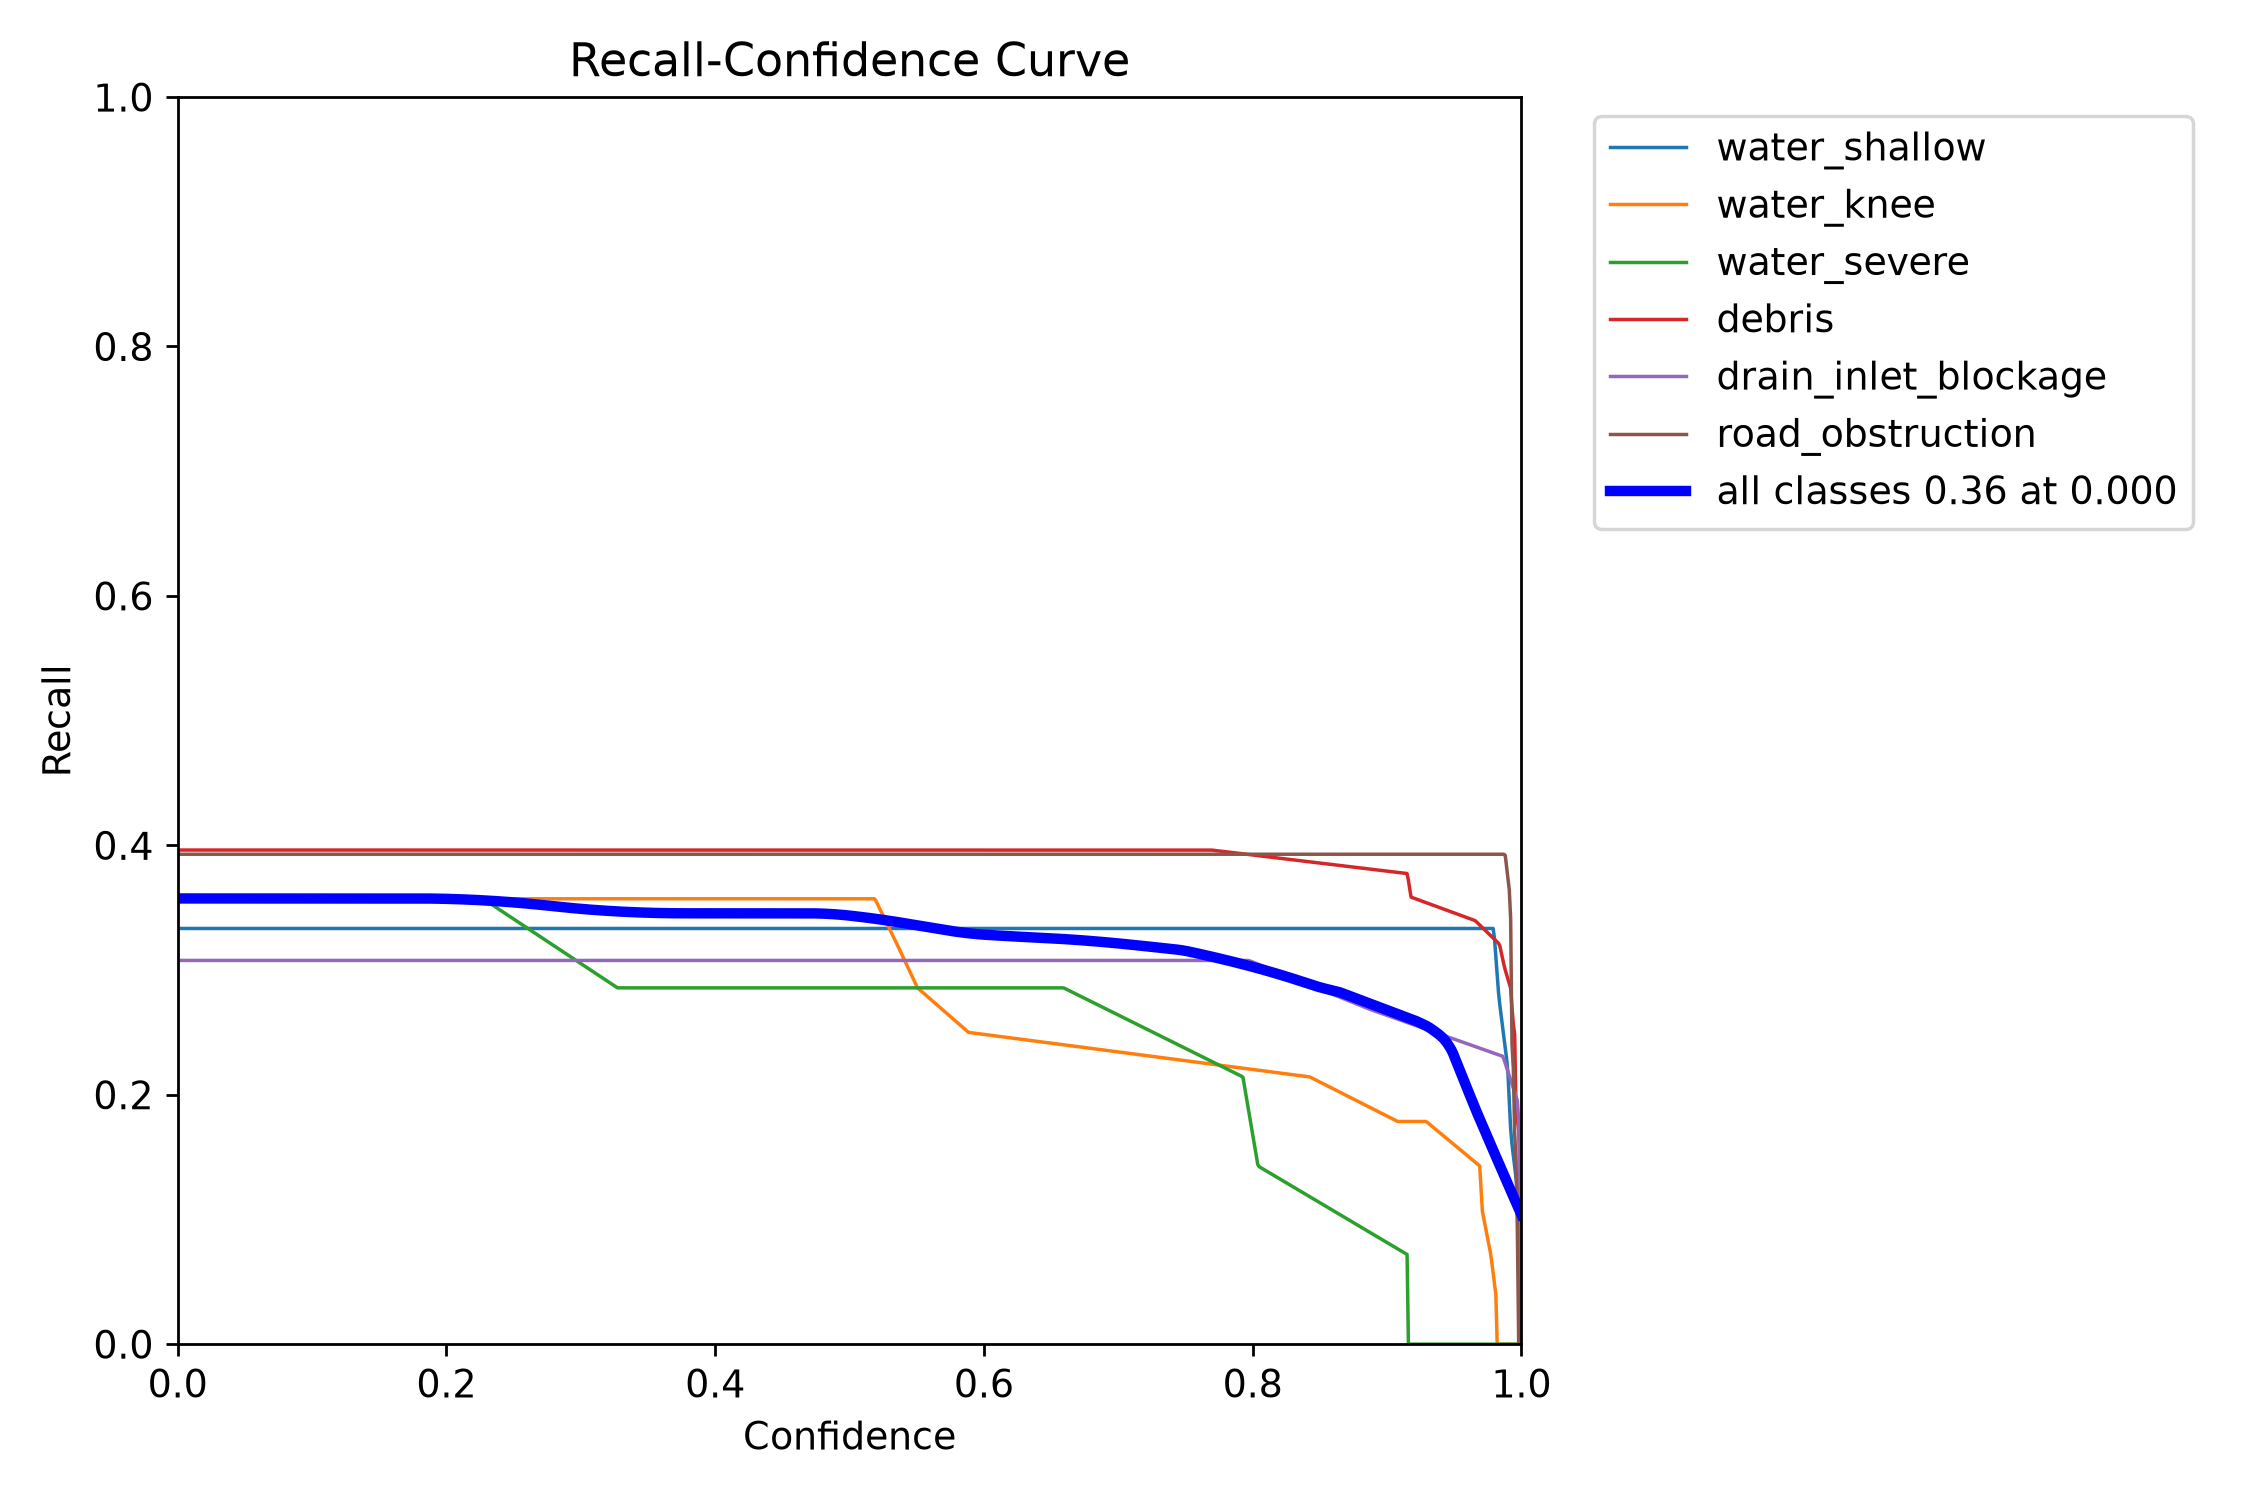 Recall-Confidence Curve
1.0
0.8
0.6
0.4
0.2
0.0
Recall
0.0 0.2 0.4 0.6 0.8 1.0
Confidence
water_shallow
water_knee
water_severe
debris
drain_inlet_blockage
road_obstruction
all classes 0.36 at 0.000